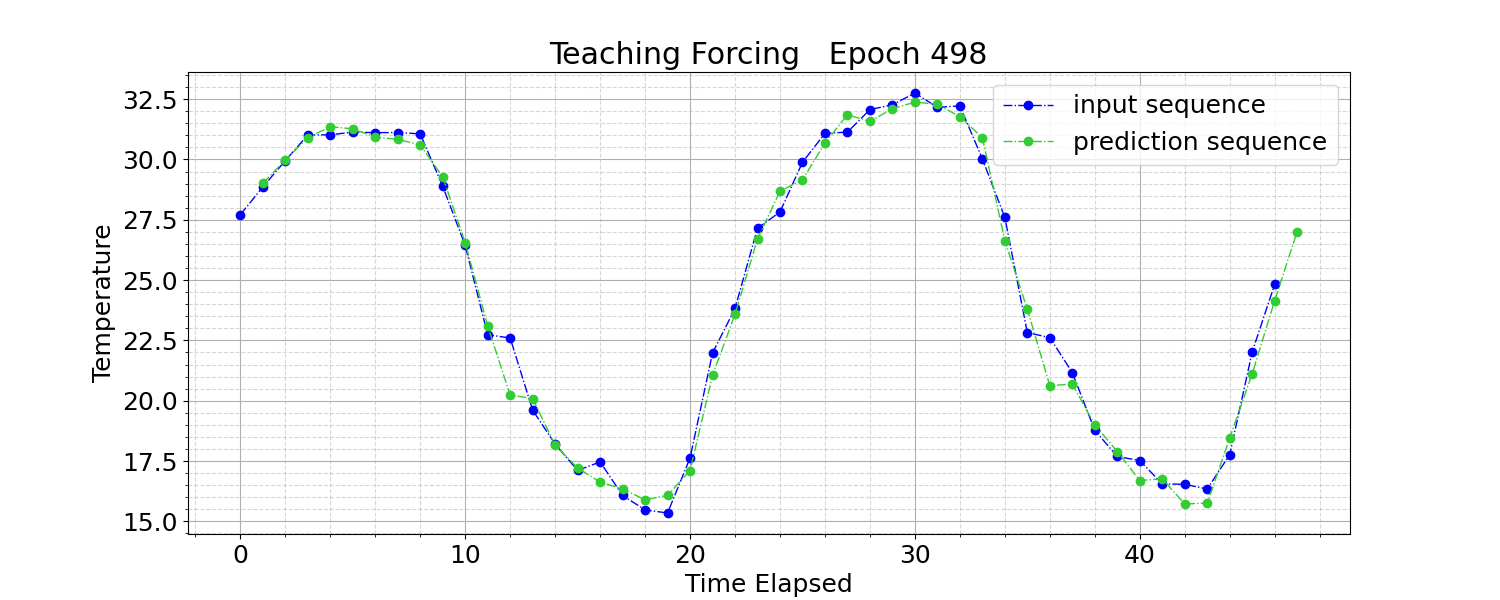 Teaching Forcing   Epoch 498
input sequence
prediction sequence
Temperature
32.5
30.0
27.5
25.0
22.5
20.0
17.5
15.0
0 10 20 30 40
Time Elapsed